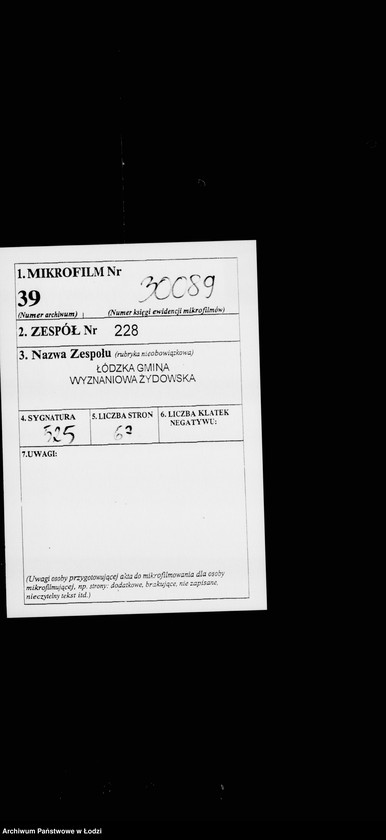 1. MIKROFILM Nr
39 30089
(Numer archiwum) (Numer księgi ewidencji mikrofilmów)
2. ZESPÓŁ Nr 228
3. Nazwa Zespołu (rubryka nieobowiązkowa)
ŁÓDZKA GMINA
WYZNANIOWA ŻYDOWSKA
4. SYGNATURA 5. LICZBA STRON 6. LICZBA KLATEK
NEGATYWU:
525
7.UWAGI:
(Uwagi osoby przygotowującej akta do mikrofilmowania dla osoby
mikrofilmującej, np. strony: dodatkowe, brakujące, nie zapisane,
nieczytelny tekst itd.)
Archiwum Państwowe w Łodzi